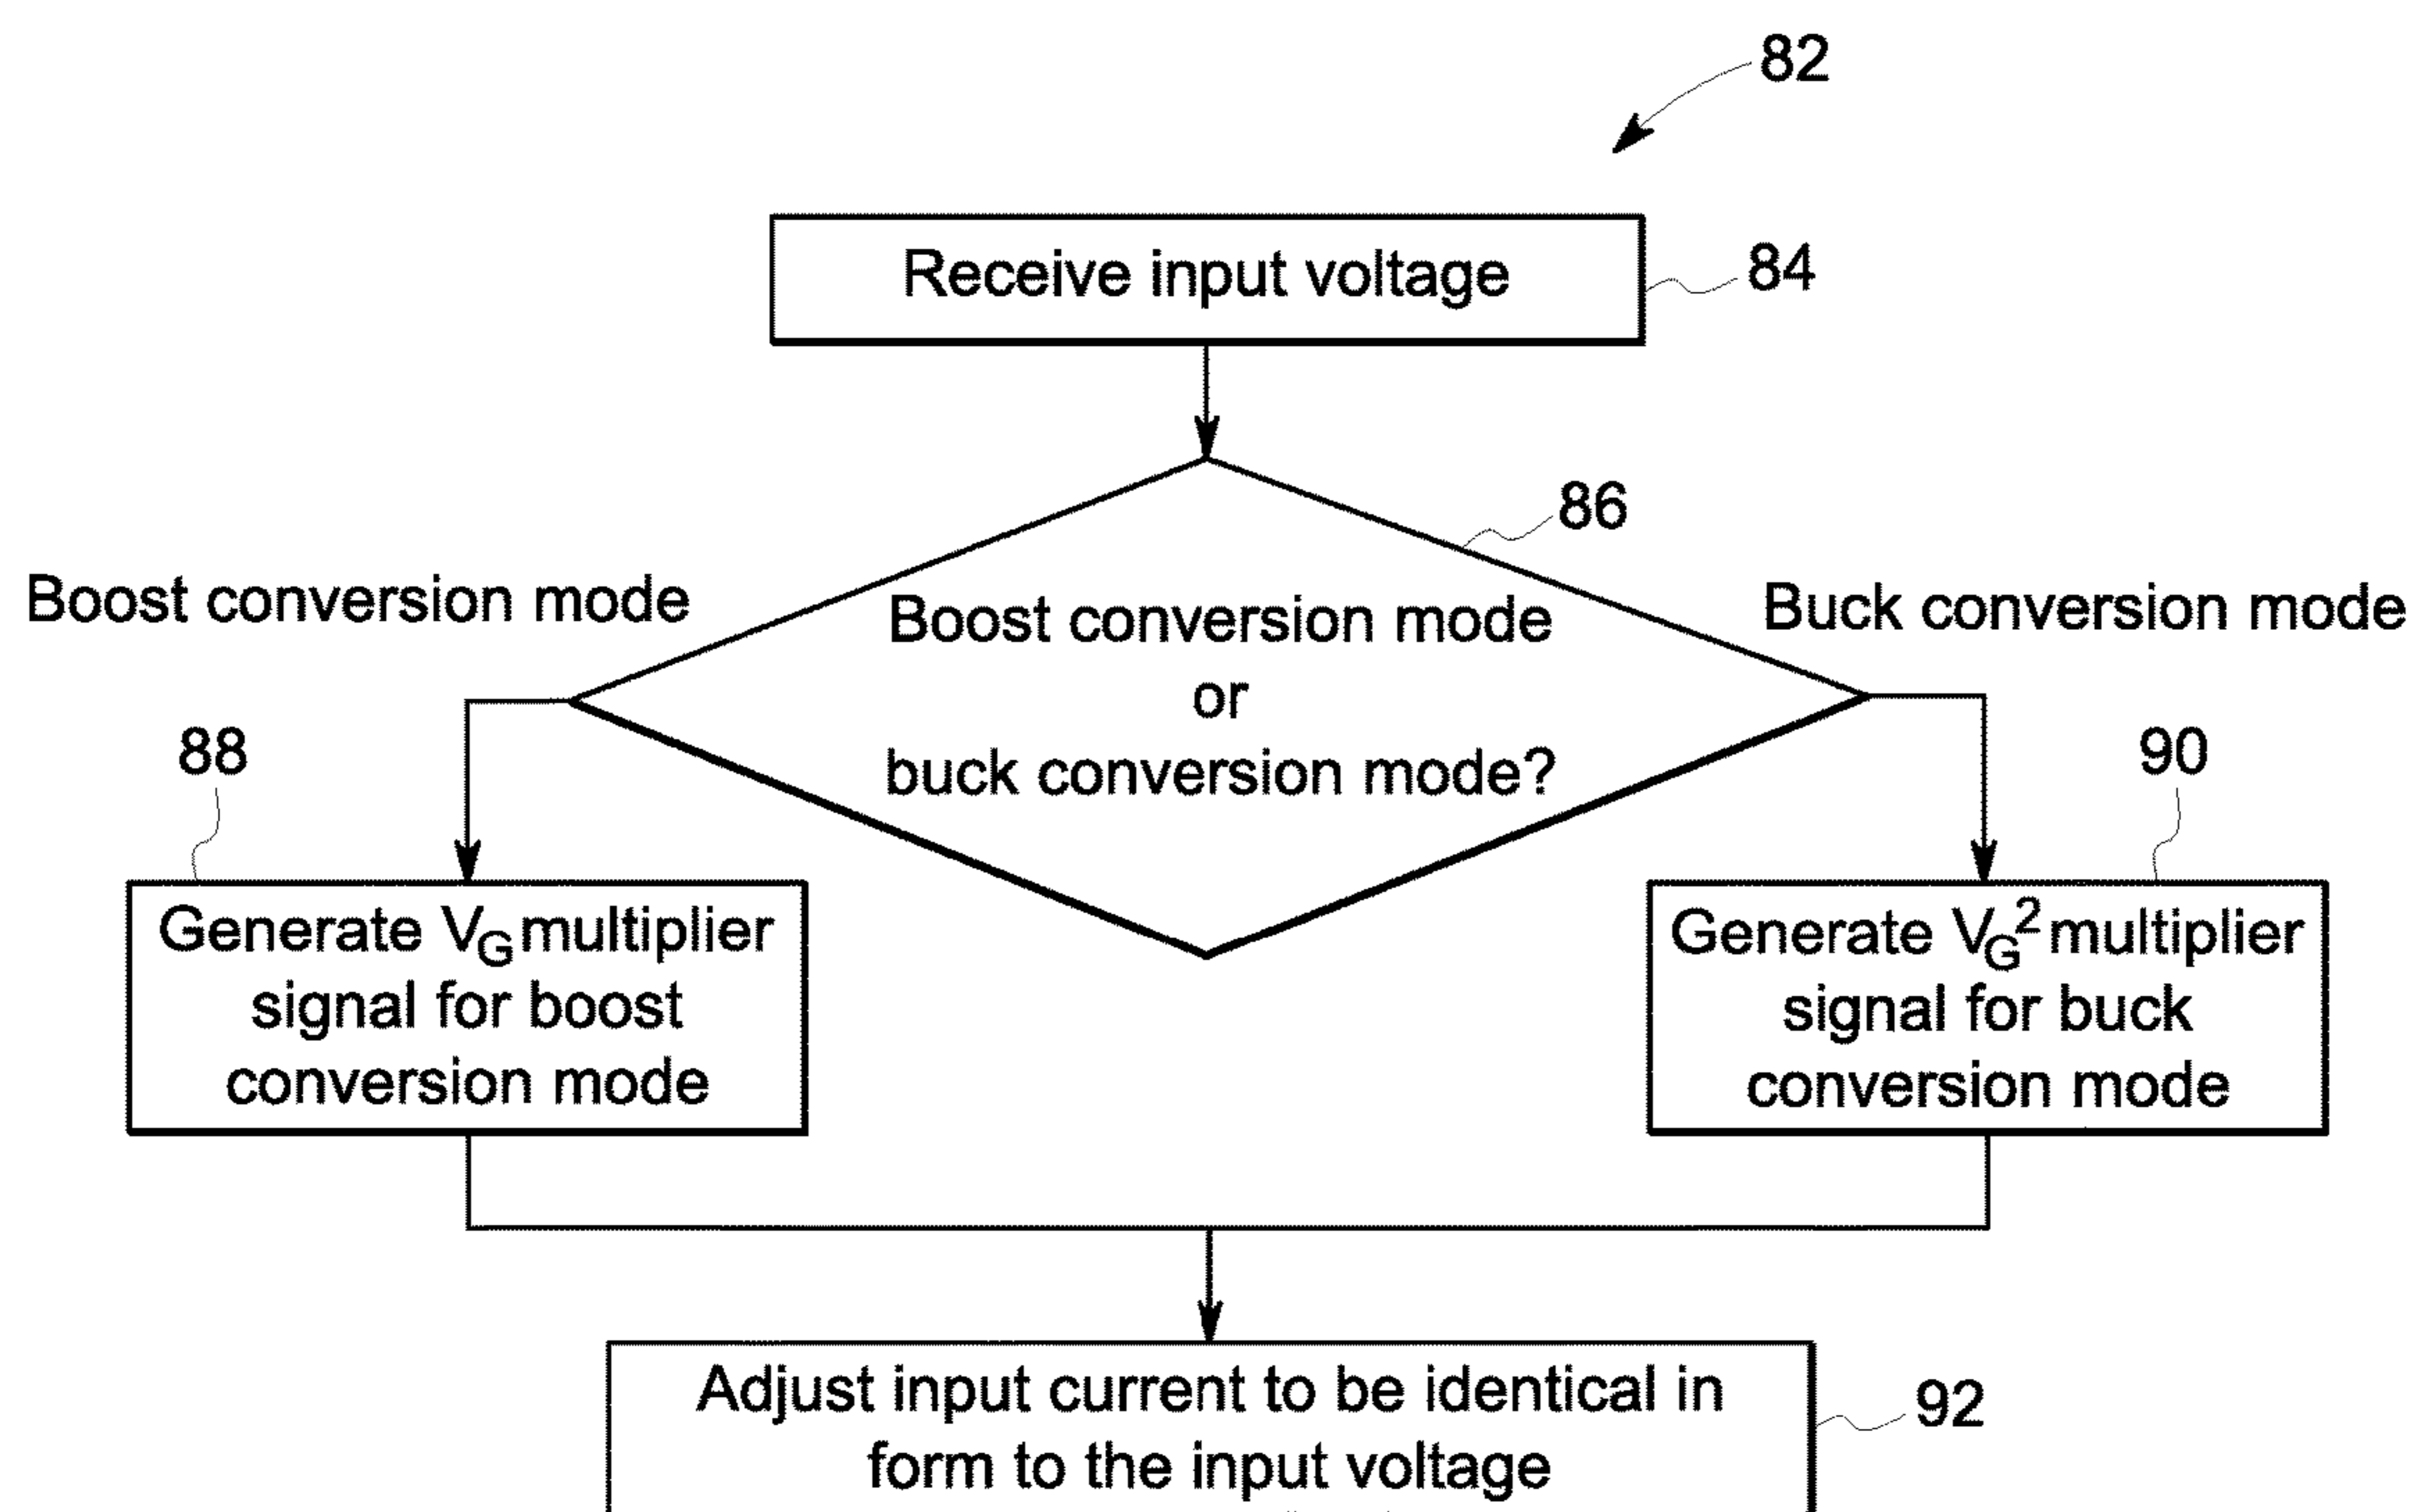 82
Receive input voltage
84
86
Boost conversion mode
Boost conversion mode
or
buck conversion mode?
Buck conversion mode
88
90
Generate V_G multiplier
signal for boost
conversion mode
Generate V_G² multiplier
signal for buck
conversion mode
Adjust input current to be identical in
form to the input voltage
92